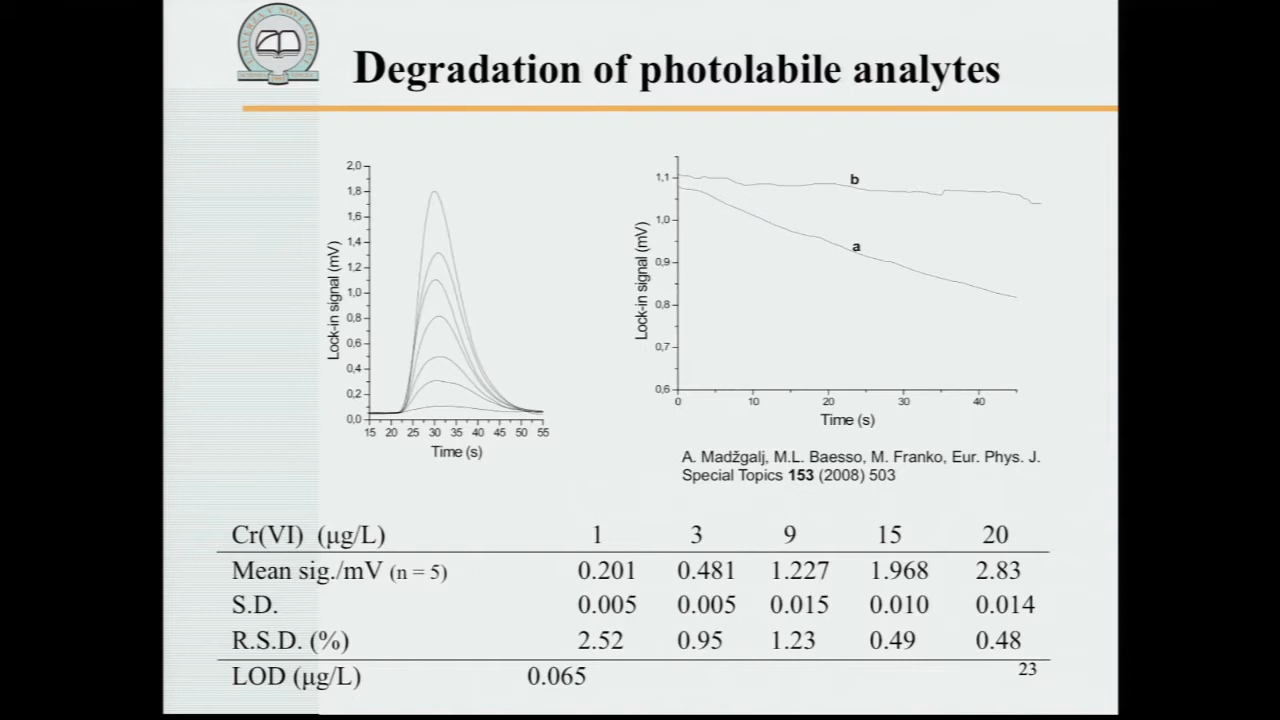 UNIVERZA V NOVI GORICI
Degradation of photolabile analytes
2,0
1,8
1,6
1,4
1,2
1,0
0,8
0,6
0,4
0,2
0,0
Lock-in signal (mV)
15 20 25 30 35 40 45 50 55
Time (s)
1,1
1,0
0,9
0,8
0,7
0,6
Lock-in signal (mV)
b
a
0 10 20 30 40
Time (s)
A. Madžgalj, M.L. Baesso, M. Franko, Eur. Phys. J.
Special Topics 153 (2008) 503
Cr(VI) (µg/L) 1 3 9 15 20
Mean sig./mV (n = 5) 0.201 0.481 1.227 1.968 2.83
S.D. 0.005 0.005 0.015 0.010 0.014
R.S.D. (%) 2.52 0.95 1.23 0.49 0.48
LOD (µg/L) 0.065
23